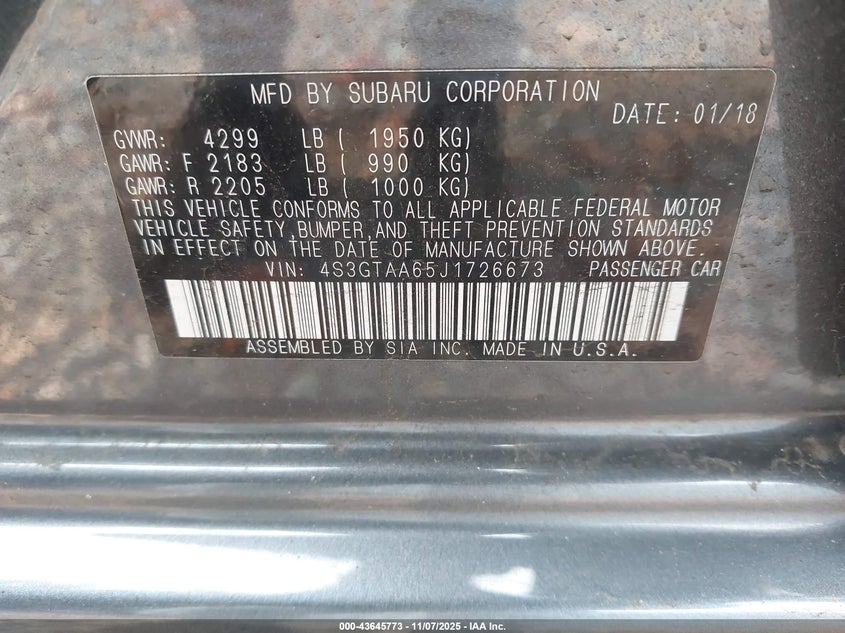 MFD BY SUBARU CORPORATION
DATE: 01/18
GVWR: 4299 LB ( 1950 KG)
GAWR: F 2183 LB ( 990 KG)
GAWR: R 2205 LB ( 1000 KG)
THIS VEHICLE CONFORMS TO ALL APPLICABLE FEDERAL MOTOR
VEHICLE SAFETY, BUMPER, AND THEFT PREVENTION STANDARDS
IN EFFECT ON THE DATE OF MANUFACTURE SHOWN ABOVE.
VIN: 4S3GTAA65J1726673 PASSENGER CAR
ASSEMBLED BY SIA INC. MADE IN U.S.A.
000-43645773 - 11/07/2025 - IAA Inc.